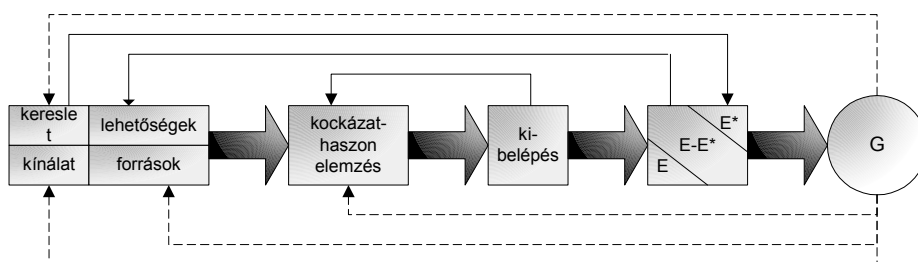 keresle
t
lehetőségek
kínálat
források
kockázat-
haszon
elemzés
ki-
belépés
E*
E-E*
E
G